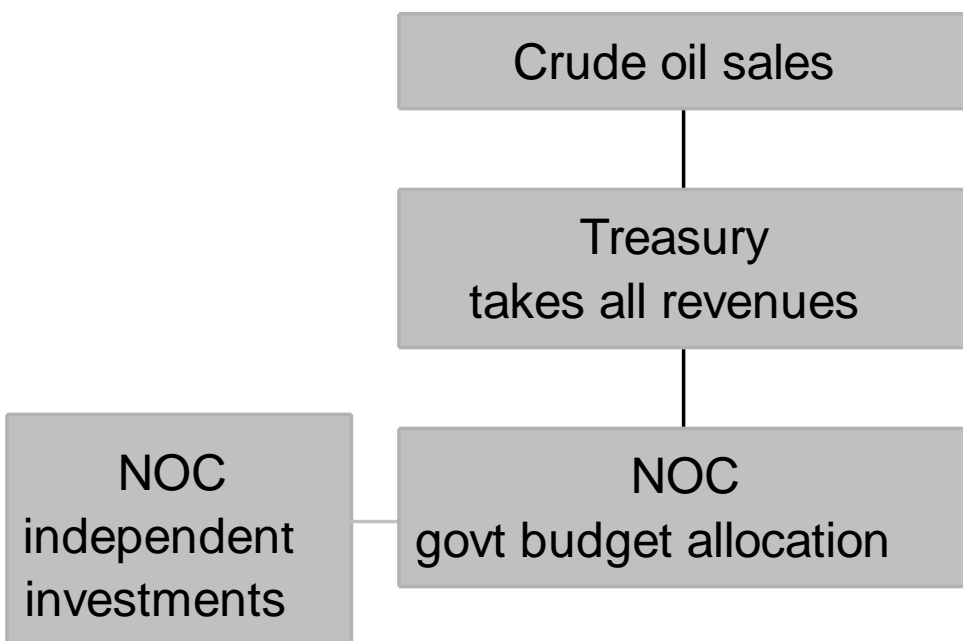 Crude oil sales
Treasury
takes all revenues
NOC
independent
investments
NOC
govt budget allocation